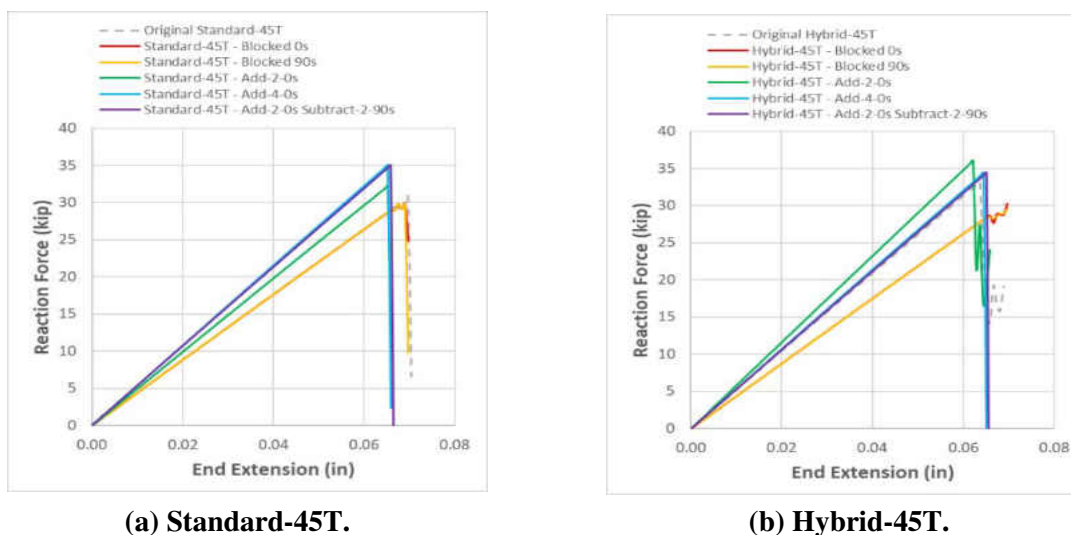 Original Standard-45T
Standard-45T - Blocked 0s
Standard-45T - Blocked 90s
Standard-45T - Add-2-0s
Standard-45T - Add-4-0s
Standard-45T - Add-2-0s Subtract-2-90s
40
35
30
25
20
15
10
5
0
Reaction Force (kip)
0.00 0.02 0.04 0.06 0.08
End Extension (in)
(a) Standard-45T.
Original Hybrid-45T
Hybrid-45T - Blocked 0s
Hybrid-45T - Blocked 90s
Hybrid-45T - Add-2-0s
Hybrid-45T - Add-4-0s
Hybrid-45T - Add-2-0s Subtract-2-90s
40
35
30
25
20
15
10
5
0
Reaction Force (kip)
0.00 0.02 0.04 0.06 0.08
End Extension (in)
(b) Hybrid-45T.